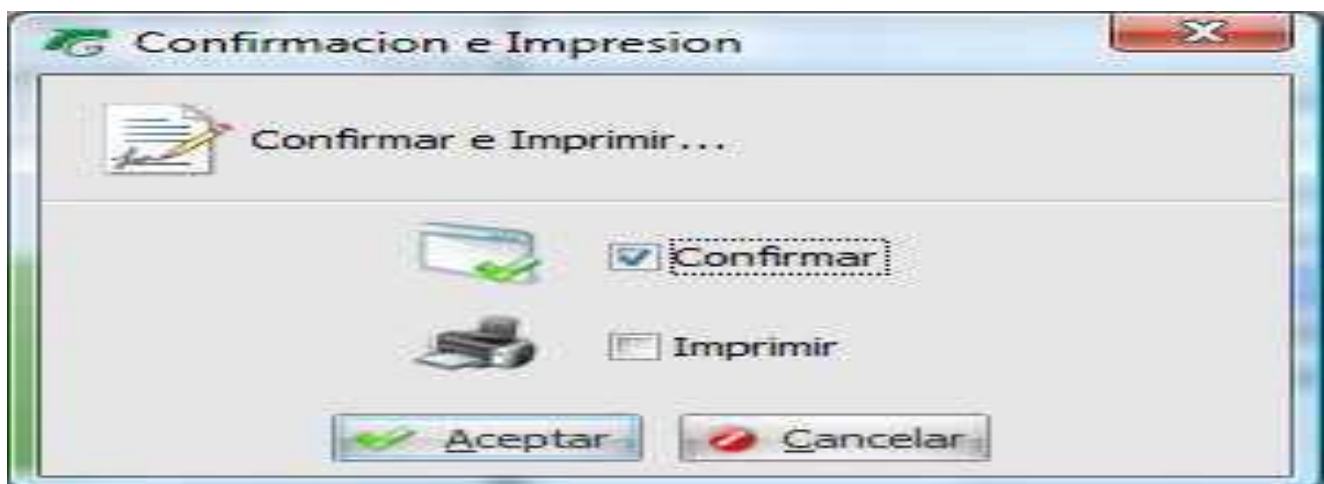 Confirmacion e Impresion
Confirmar e Imprimir...
Confirmar
Imprimir
Aceptar Cancelar